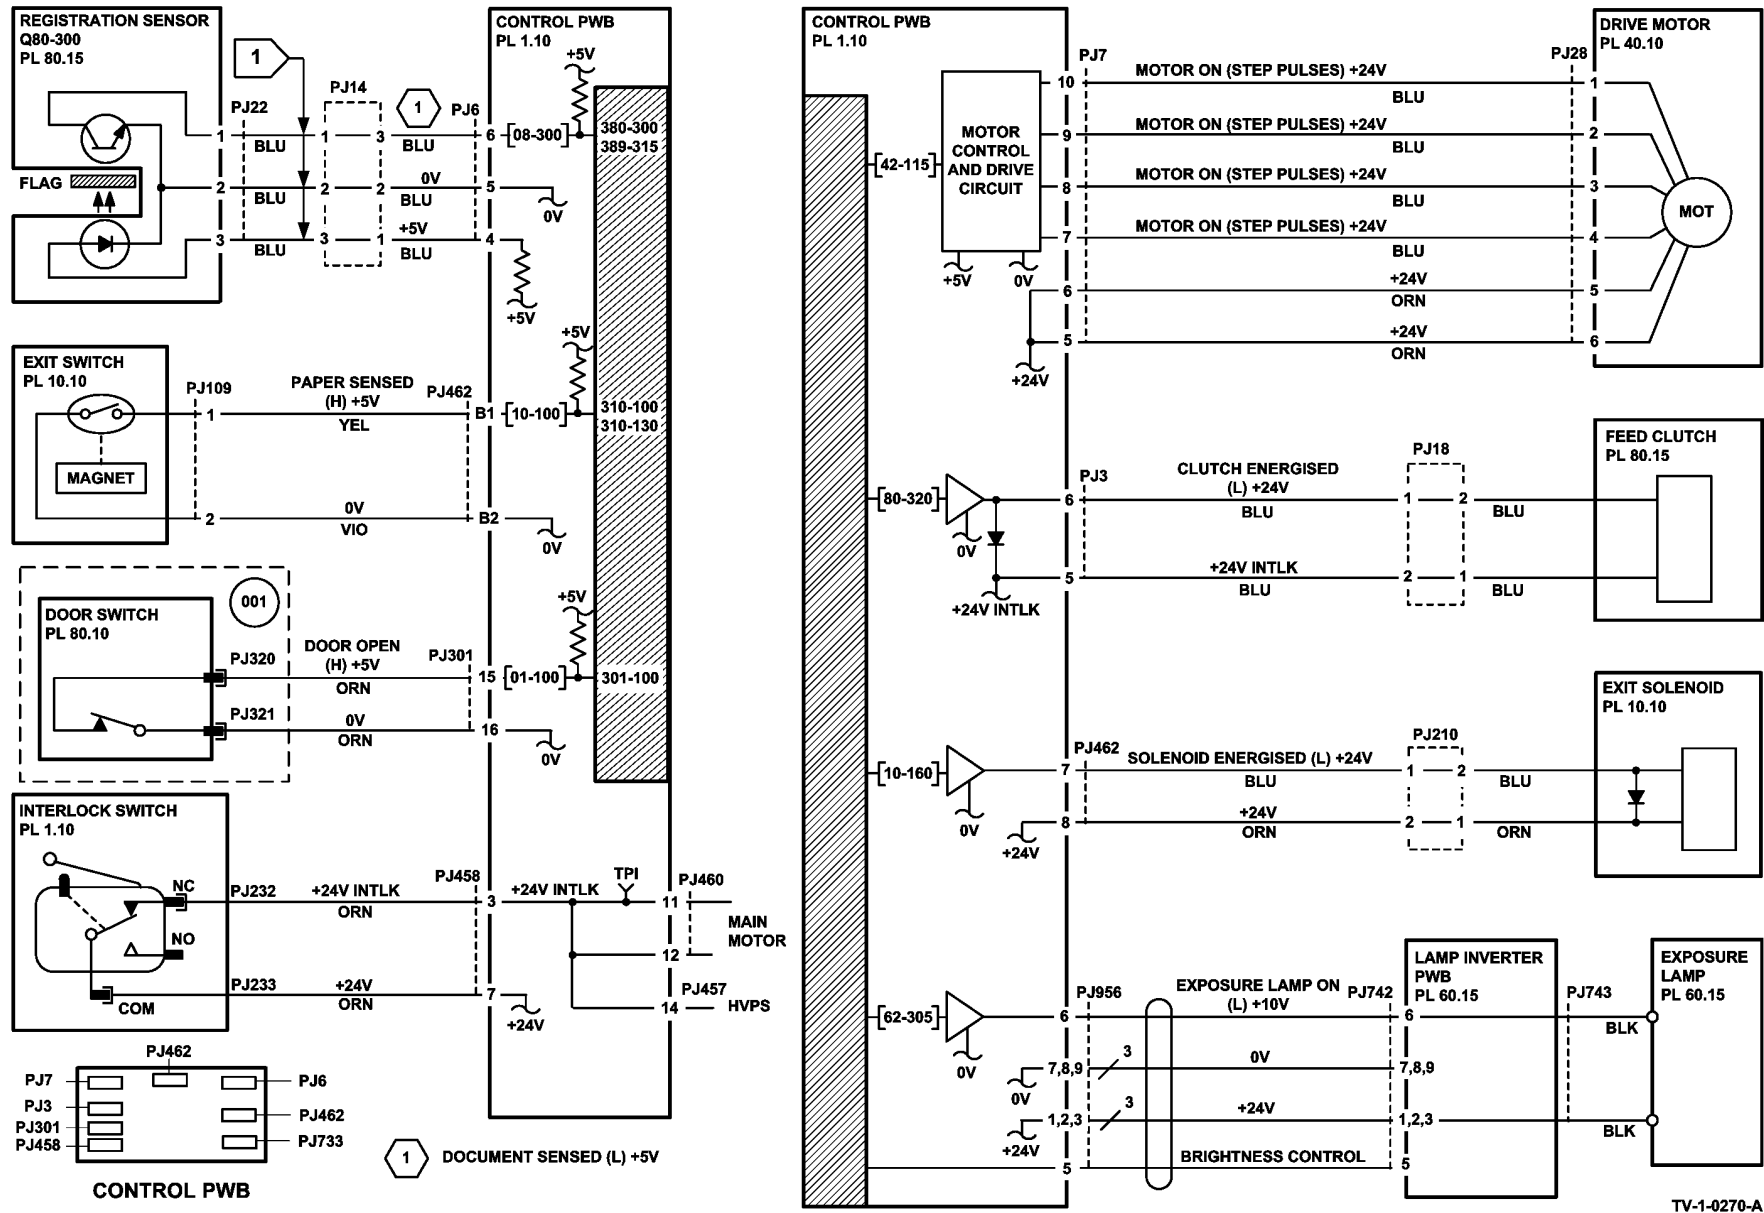 REGISTRATION SENSOR
Q80-300
PL 80.15
1
PJ22
PJ14
1
PJ6
CONTROL PWB
PL 1.10
+5V
1
BLU
1
3
BLU
6
[08-300]
380-300
389-315
FLAG
2
BLU
2
2
0V
BLU
5
0V
3
BLU
3
1
+5V
BLU
4
+5V
EXIT SWITCH
PL 10.10
MAGNET
PJ109
1
PAPER SENSED
(H) +5V
YEL
PJ462
B1
[10-100]
+5V
310-100
310-130
2
0V
VIO
B2
0V
001
DOOR SWITCH
PL 80.10
PJ320
DOOR OPEN
(H) +5V
ORN
PJ301
15
[01-100]
+5V
301-100
PJ321
0V
ORN
16
0V
INTERLOCK SWITCH
PL 1.10
NC
NO
COM
PJ232
+24V INTLK
ORN
PJ458
3
+24V INTLK
TPI
11
PJ460
MAIN
MOTOR
12
PJ233
+24V
ORN
7
+24V
14
PJ457
HVPS
PJ462
PJ7
PJ3
PJ301
PJ458
PJ6
PJ462
PJ733
CONTROL PWB
1
DOCUMENT SENSED (L) +5V
CONTROL PWB
PL 1.10
[42-115]
MOTOR
CONTROL
AND DRIVE
CIRCUIT
+5V
0V
PJ7
PJ28
DRIVE MOTOR
PL 40.10
10
MOTOR ON (STEP PULSES) +24V
BLU
1
9
MOTOR ON (STEP PULSES) +24V
BLU
2
8
MOTOR ON (STEP PULSES) +24V
BLU
3
MOT
7
MOTOR ON (STEP PULSES) +24V
BLU
4
6
+24V
ORN
5
5
+24V
ORN
6
+24V
[80-320]
0V
+24V INTLK
PJ3
6
CLUTCH ENERGISED
(L) +24V
BLU
PJ18
1
2
BLU
FEED CLUTCH
PL 80.15
5
+24V INTLK
BLU
2
1
BLU
[10-160]
0V
PJ462
7
SOLENOID ENERGISED (L) +24V
BLU
PJ210
1
2
BLU
EXIT SOLENOID
PL 10.10
+24V
8
+24V
ORN
2
1
ORN
[62-305]
0V
PJ956
6
EXPOSURE LAMP ON
(L) +10V
PJ742
6
LAMP INVERTER
PWB
PL 60.15
PJ743
BLK
EXPOSURE
LAMP
PL 60.15
0V
7,8,9
3
0V
7,8,9
+24V
1,2,3
3
+24V
1,2,3
BLK
5
BRIGHTNESS CONTROL
5
TV-1-0270-A